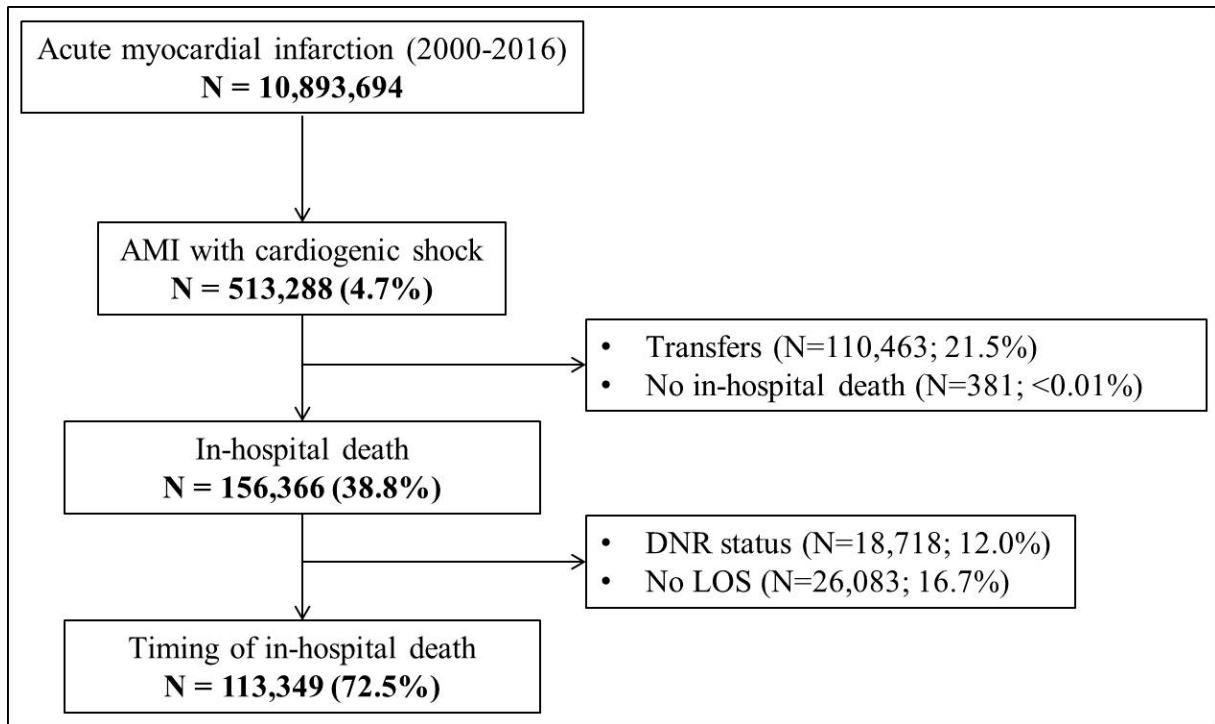 Acute myocardial infarction (2000-2016)
N = 10,893,694
AMI with cardiogenic shock
N = 513,288 (4.7%)
• Transfers (N=110,463; 21.5%)
• No in-hospital death (N=381; <0.01%)
In-hospital death
N = 156,366 (38.8%)
• DNR status (N=18,718; 12.0%)
• No LOS (N=26,083; 16.7%)
Timing of in-hospital death
N = 113,349 (72.5%)